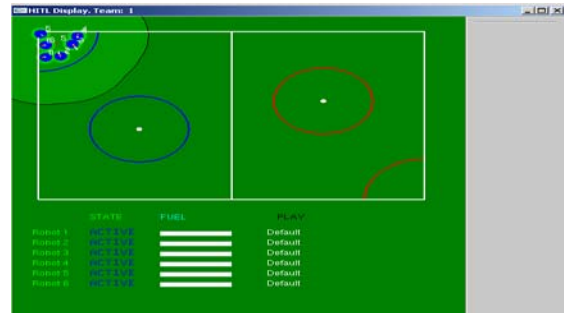 HITL Display. Team: 1
STATE FUEL PLAY
Robot 1 ACTIVE Default
Robot 2 ACTIVE Default
Robot 3 ACTIVE Default
Robot 4 ACTIVE Default
Robot 5 ACTIVE Default
Robot 6 ACTIVE Default